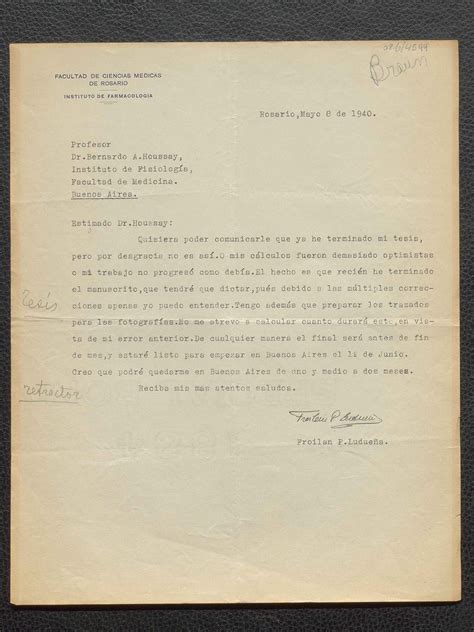 Braun
FACULTAD DE CIENCIAS MEDICAS
DE ROSARIO
INSTITUTO DE FARMACOLOGIA
Rosario,Mayo 8 de 1940.
Profesor
Dr.Bernardo A.Houssay,
Instituto de Fisiología,
Facultad de Medicina.
Buenos Aires.
Estimado Dr.Houssay:
Quisiera poder comunicarle que ya he terminado mi tesis,
pero por desgracia no es así.O mis cálculos fueron demasiado optimistas
o mi trabajo no progresó como debía.El hecho es que recién he terminado
el manuscrito,que tendré que dictar,pués debido a las múltiples correc-
ciones apenas yo puedo entender.Tengo además que preparar los trazados
para las fotografías.No me atrevo a calcular cuanto durará esto,en vis-
ta de mi error anterior.De cualquier manera el final será antes de fin
de mes,y estaré listo para empezar en Buenos Aires el 1º de Junio.
Creo que podré quedarme en Buenos Aires de uno y medio a dos meses.
Reciba mis mas atentos saludos.
tesis
refrector
Froilan P. Ludueña
Froilan P.Ludueña.